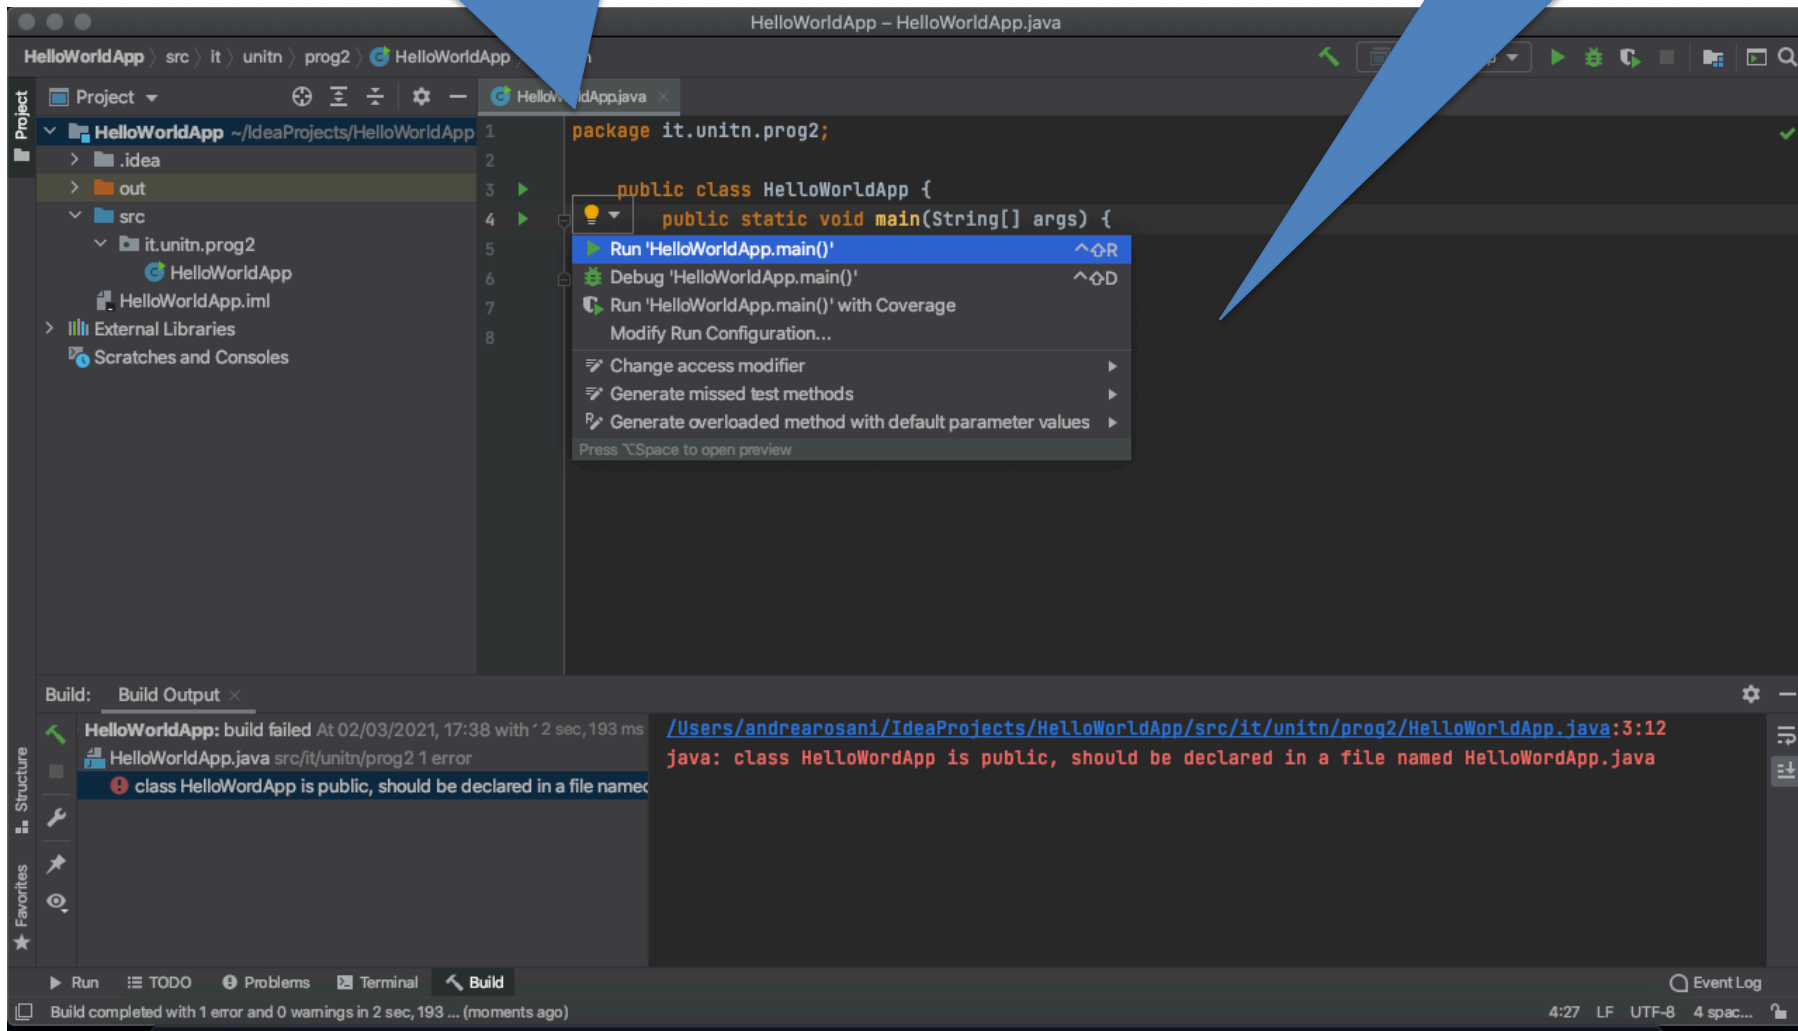 HelloWorldApp – HelloWorldApp.java
HelloWorldApp src it unitn prog2 HelloWorldApp
Project
Project
HelloWorldApp.java
HelloWorldApp ~/IdeaProjects/HelloWorldApp
.idea
out
src
it.unitn.prog2
HelloWorldApp
HelloWorldApp.iml
External Libraries
Scratches and Consoles
1 package it.unitn.prog2;
2
3 public class HelloWorldApp {
4 public static void main(String[] args) {
5
6
7
8
Run 'HelloWorldApp.main()' ^⇧R
Debug 'HelloWorldApp.main()' ^⇧D
Run 'HelloWorldApp.main()' with Coverage
Modify Run Configuration...
Change access modifier
Generate missed test methods
Generate overloaded method with default parameter values
Press ⌥Space to open preview
Build: Build Output
HelloWorldApp: build failed At 02/03/2021, 17:38 with 2 sec, 193 ms
HelloWorldApp.java src/it/unitn/prog2 1 error
class HelloWordApp is public, should be declared in a file named
/Users/andrearosani/IdeaProjects/HelloWorldApp/src/it/unitn/prog2/HelloWorldApp.java:3:12
java: class HelloWordApp is public, should be declared in a file named HelloWordApp.java
Structure
Favorites
Run TODO Problems Terminal Build Event Log
Build completed with 1 error and 0 warnings in 2 sec, 193 ... (moments ago) 4:27 LF UTF-8 4 spac...